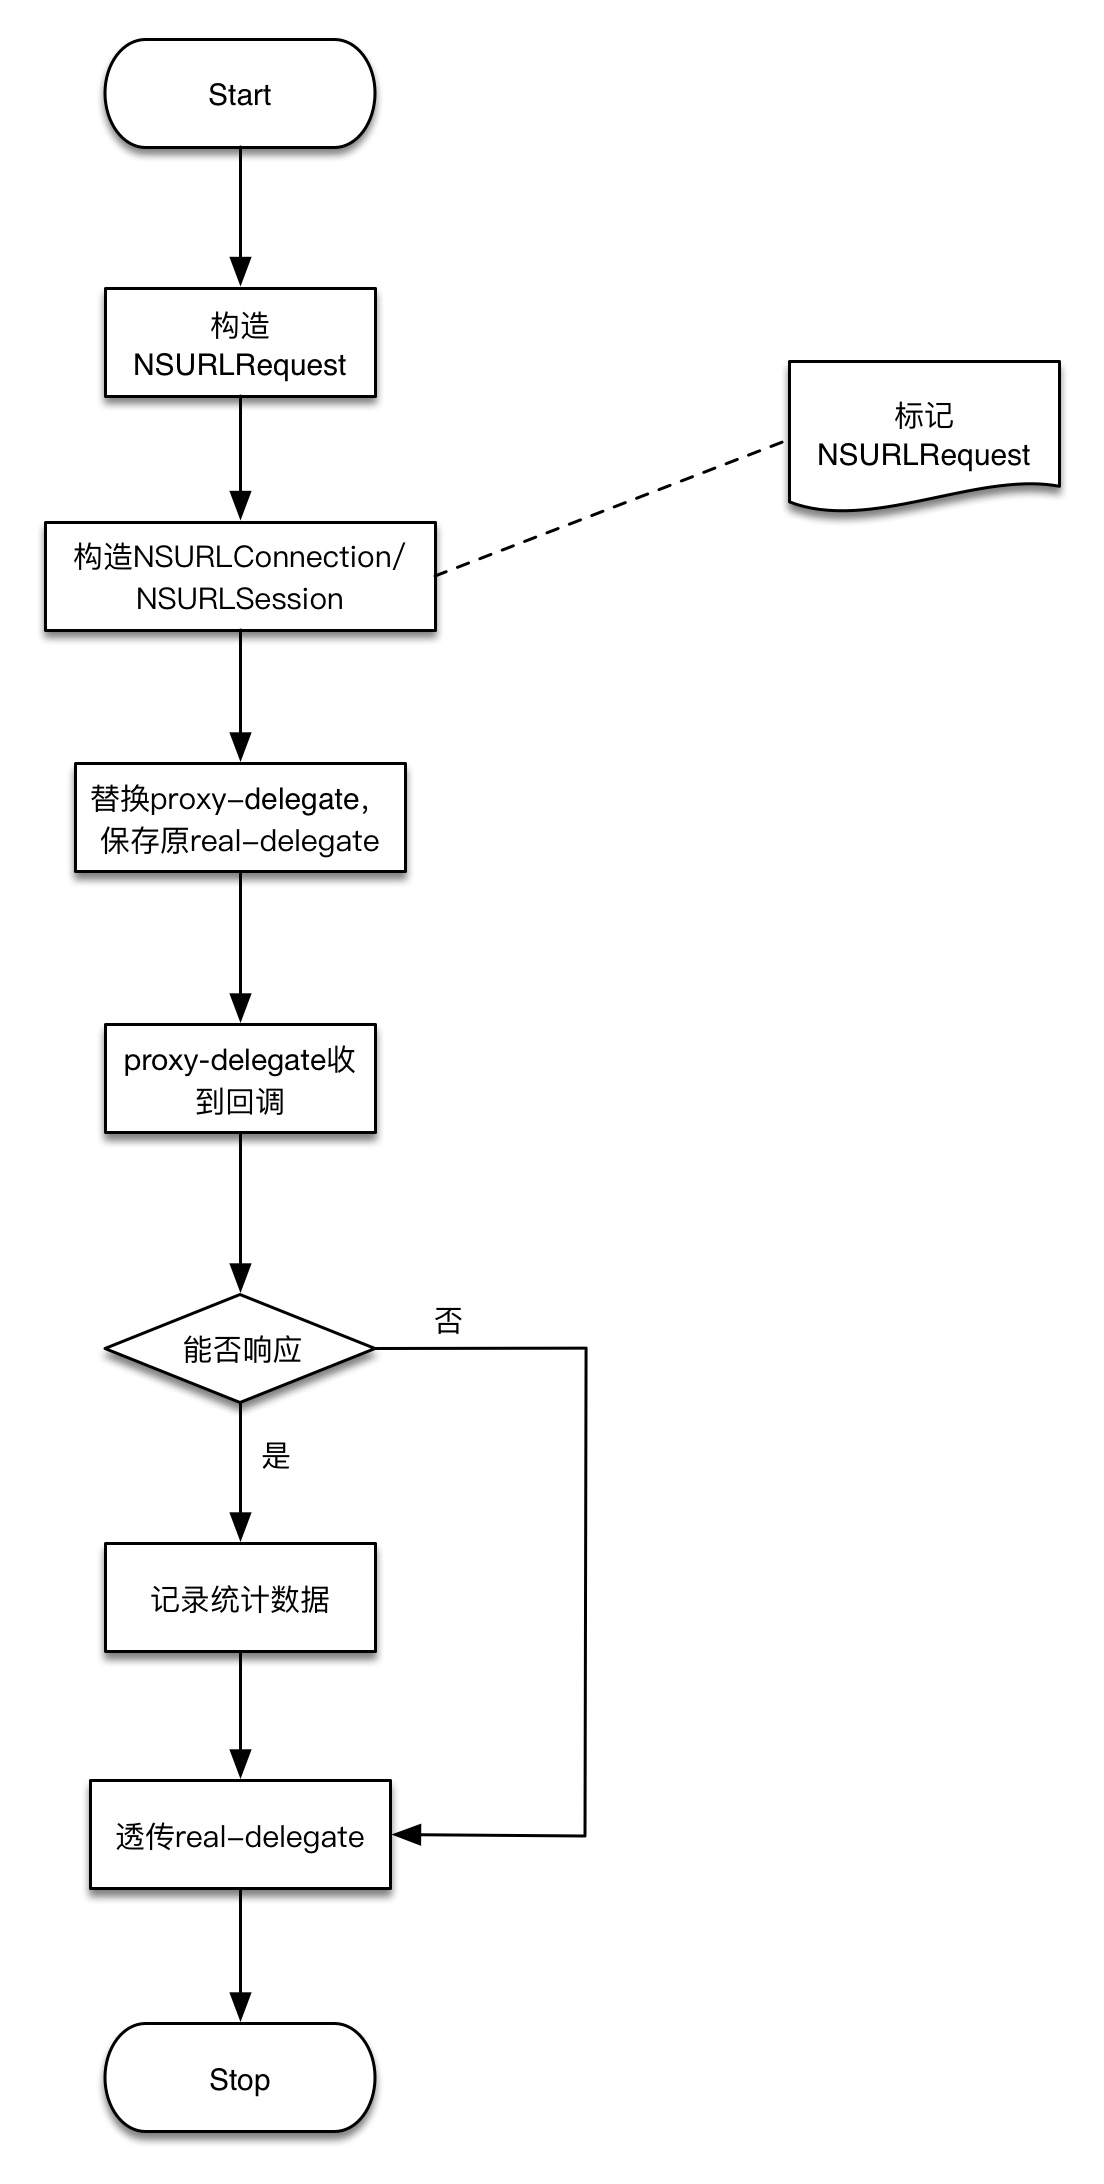 Start
构造
NSURLRequest
标记
NSURLRequest
构造NSURLConnection/
NSURLSession
替换proxy-delegate，
保存原real-delegate
proxy-delegate收
到回调
能否响应
否
是
记录统计数据
透传real-delegate
Stop